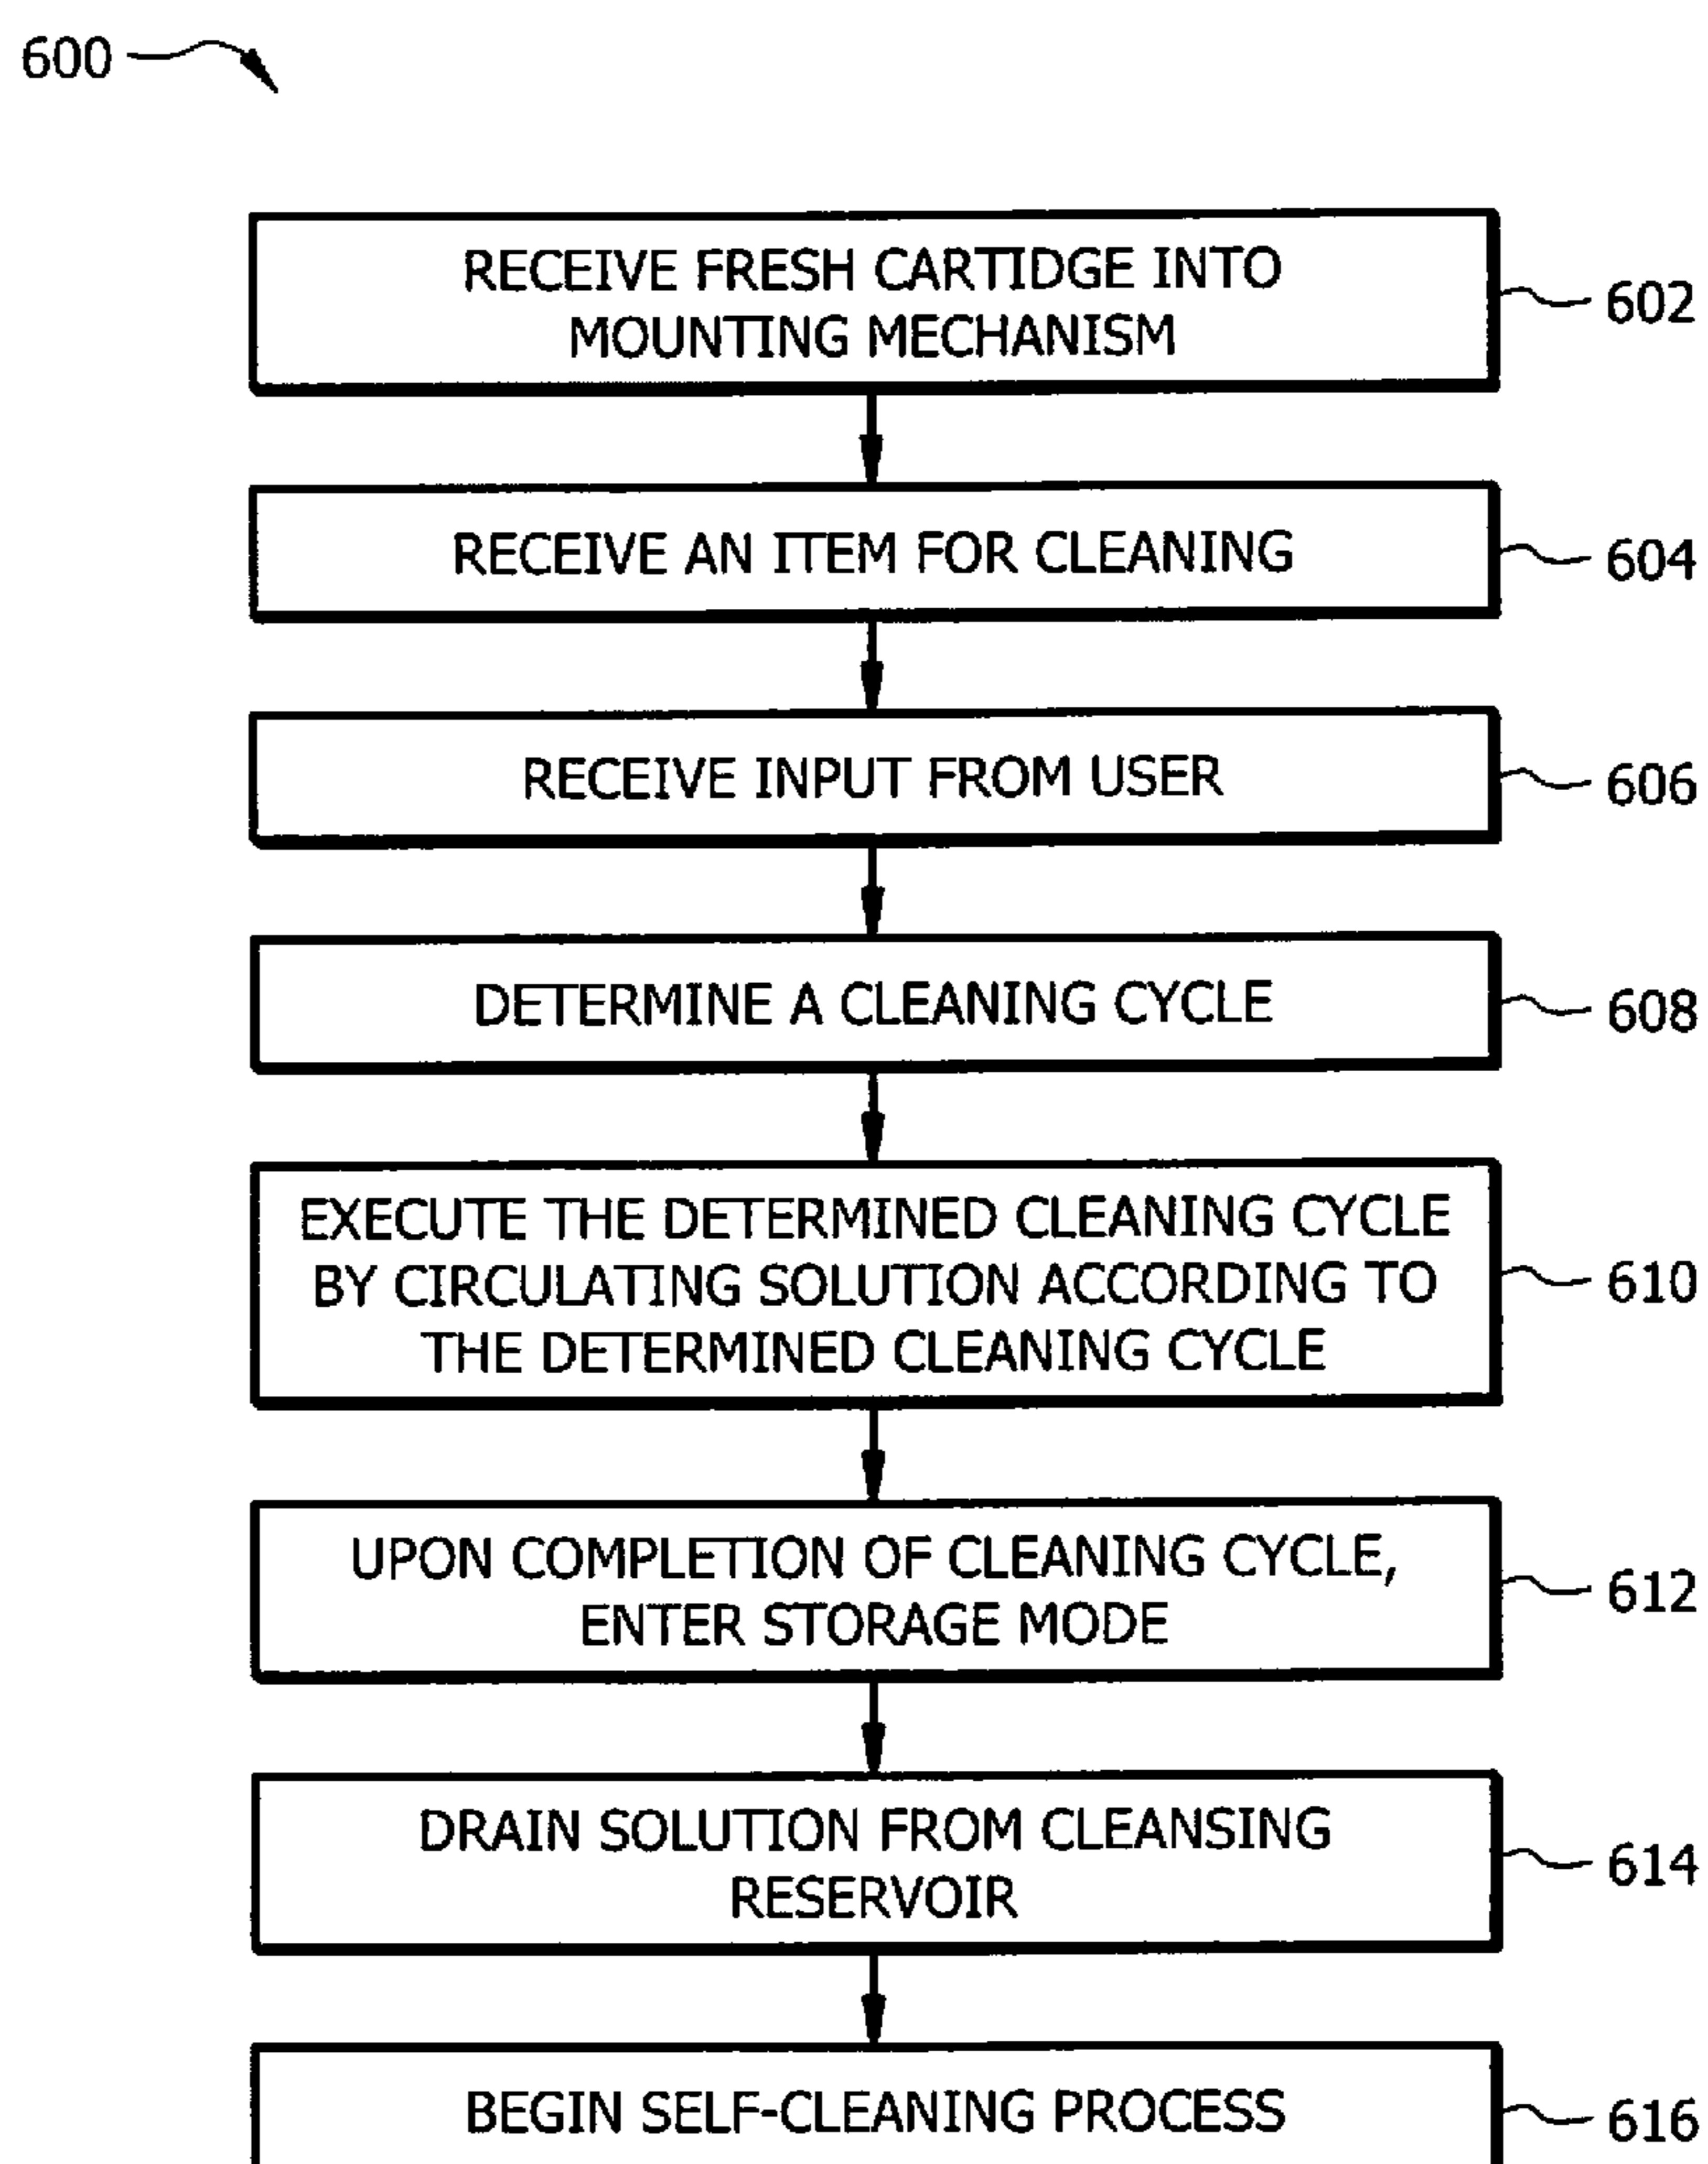 600
RECEIVE FRESH CARTIDGE INTO
MOUNTING MECHANISM
602
RECEIVE AN ITEM FOR CLEANING
604
RECEIVE INPUT FROM USER
606
DETERMINE A CLEANING CYCLE
608
EXECUTE THE DETERMINED CLEANING CYCLE
BY CIRCULATING SOLUTION ACCORDING TO
THE DETERMINED CLEANING CYCLE
610
UPON COMPLETION OF CLEANING CYCLE,
ENTER STORAGE MODE
612
DRAIN SOLUTION FROM CLEANSING
RESERVOIR
614
BEGIN SELF-CLEANING PROCESS
616